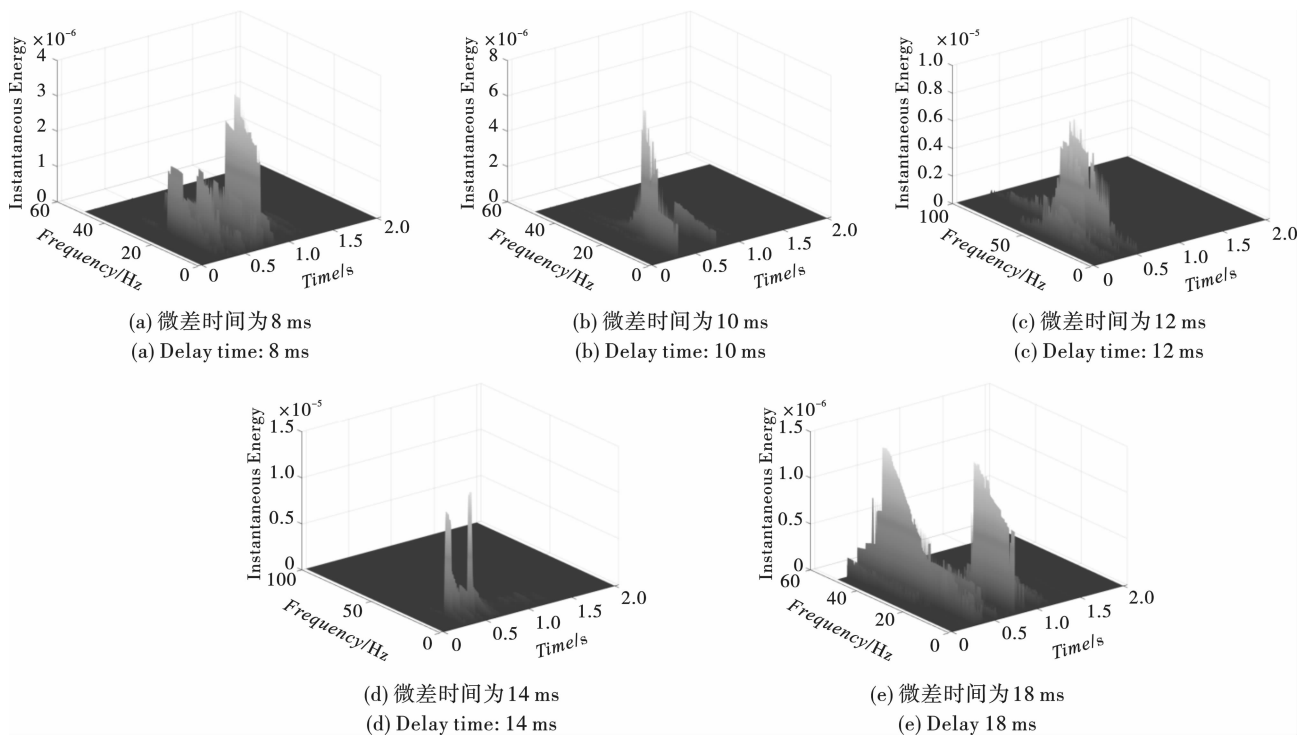 ×10⁻⁶
Instantaneous Energy
4
3
2
1
0
60
40
20
0
Frequency/Hz
0
0.5
1.0
1.5
2.0
Time/s
(a) 微差时间为8 ms
(a) Delay time: 8 ms
×10⁻⁶
Instantaneous Energy
8
6
4
2
0
60
40
20
0
Frequency/Hz
0
0.5
1.0
1.5
2.0
Time/s
(b) 微差时间为10 ms
(b) Delay time: 10 ms
×10⁻⁵
Instantaneous Energy
1.0
0.8
0.6
0.4
0.2
0
100
50
0
Frequency/Hz
0
0.5
1.0
1.5
2.0
Time/s
(c) 微差时间为12 ms
(c) Delay time: 12 ms
×10⁻⁵
Instantaneous Energy
1.5
1.0
0.5
0
100
50
0
Frequency/Hz
0
0.5
1.0
1.5
2.0
Time/s
(d) 微差时间为14 ms
(d) Delay time: 14 ms
×10⁻⁶
Instantaneous Energy
1.5
1.0
0.5
0
60
40
20
0
Frequency/Hz
0
0.5
1.0
1.5
2.0
Time/s
(e) 微差时间为18 ms
(e) Delay 18 ms